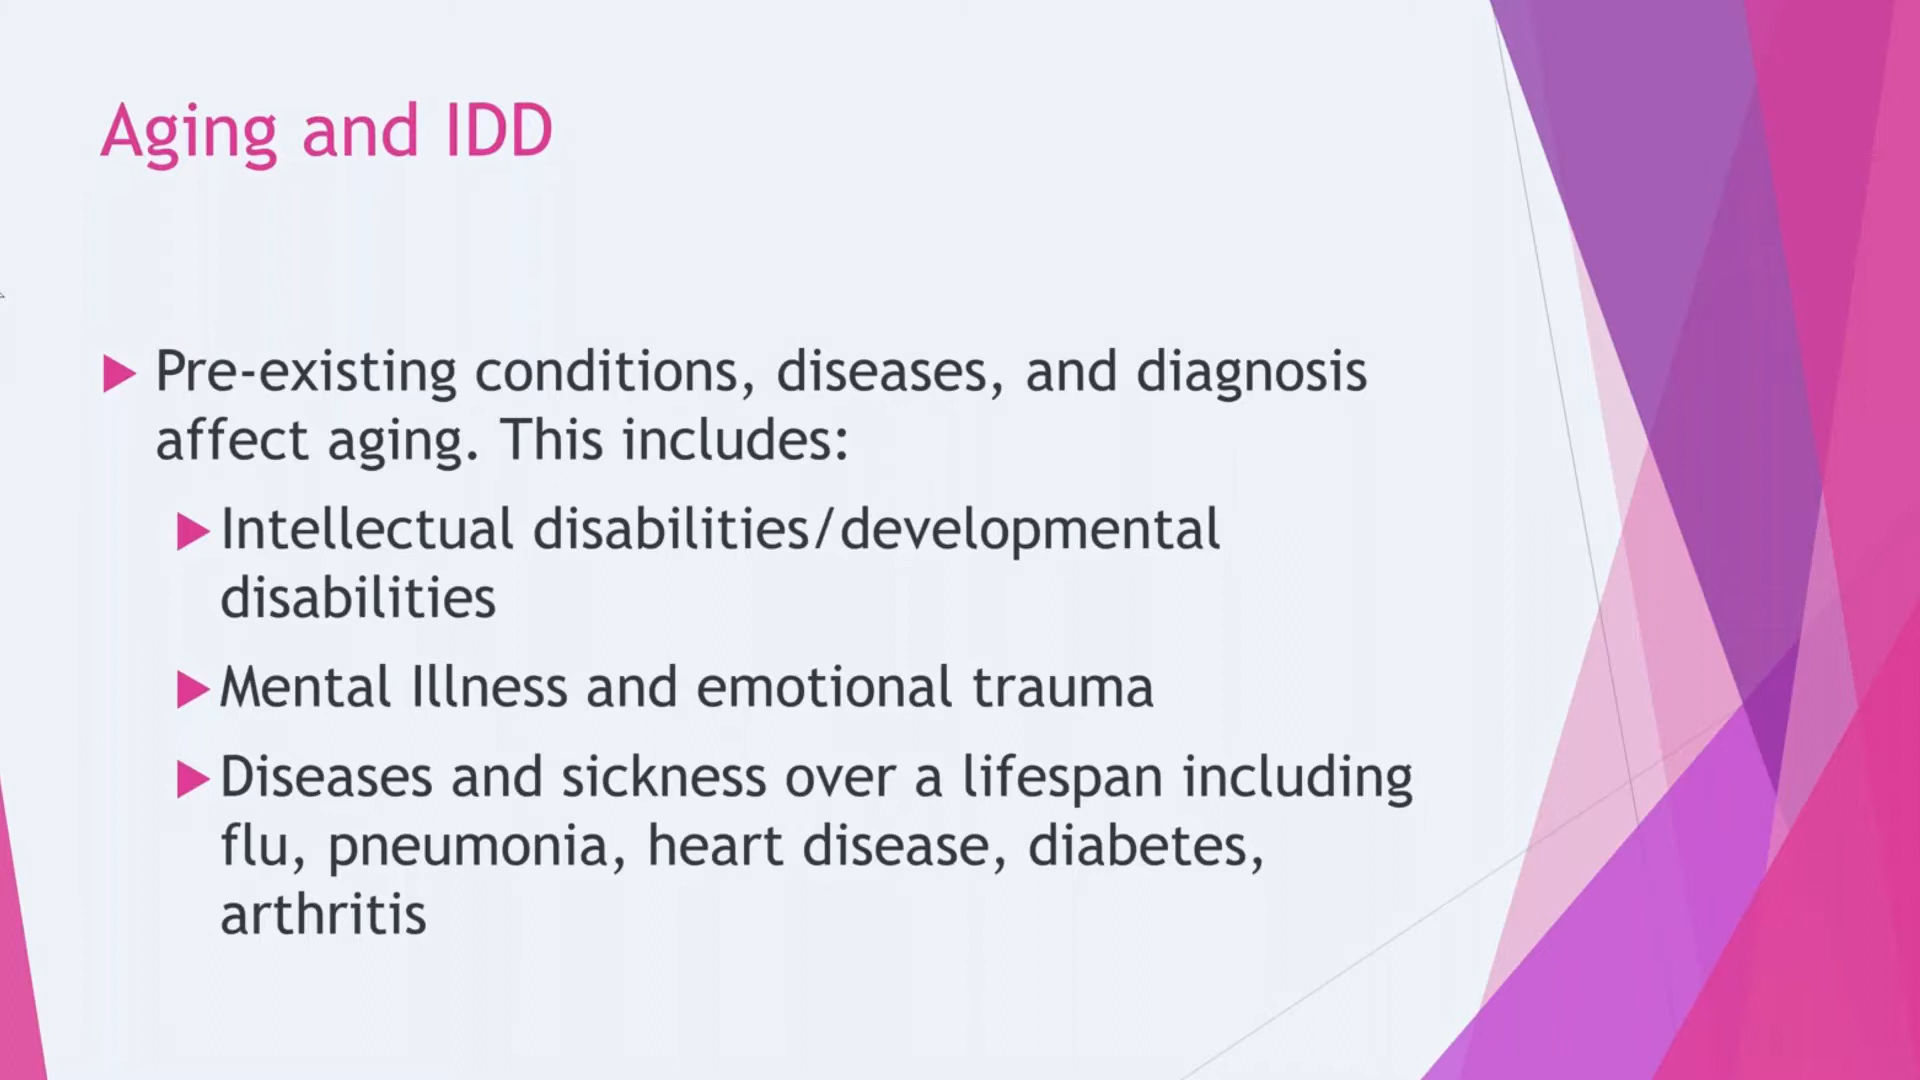 Aging and IDD
Pre-existing conditions, diseases, and diagnosis
affect aging. This includes:
Intellectual disabilities/developmental
disabilities
Mental Illness and emotional trauma
Diseases and sickness over a lifespan including
flu, pneumonia, heart disease, diabetes,
arthritis